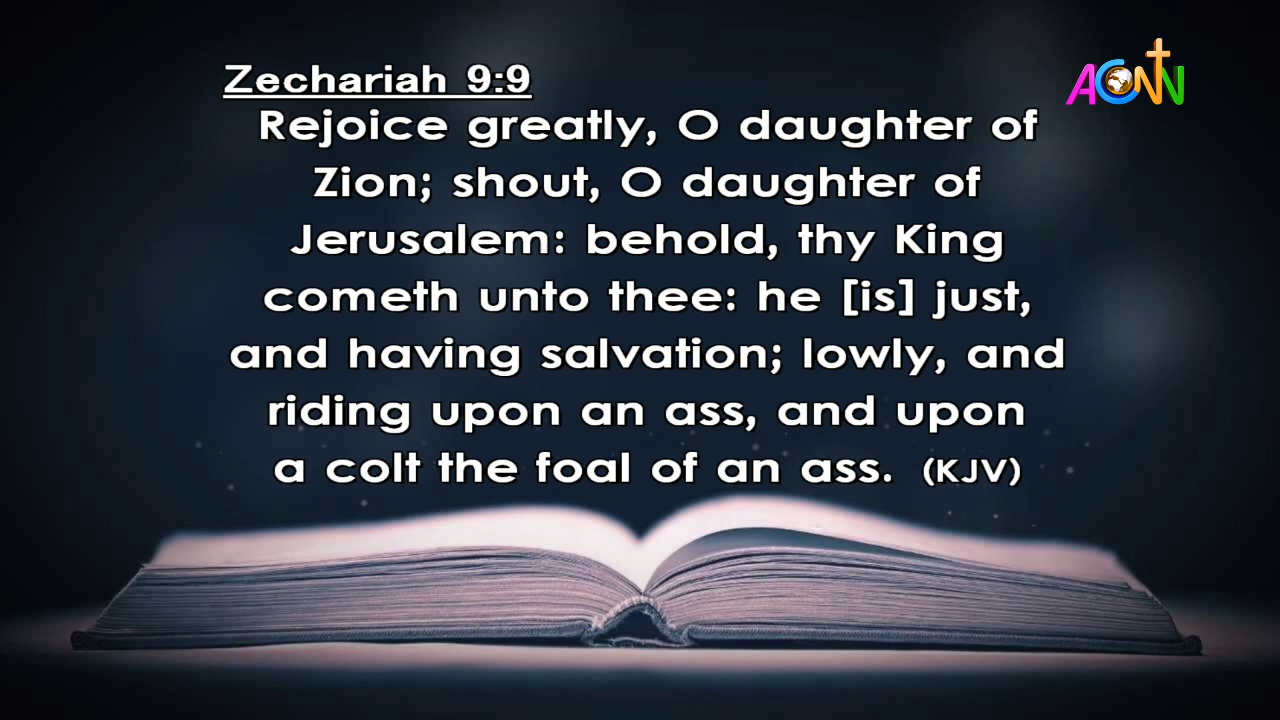 Zechariah 9:9
ACNN
Rejoice greatly, O daughter of
Zion; shout, O daughter of
Jerusalem: behold, thy King
cometh unto thee: he [is] just,
and having salvation; lowly, and
riding upon an ass, and upon
a colt the foal of an ass. (KJV)